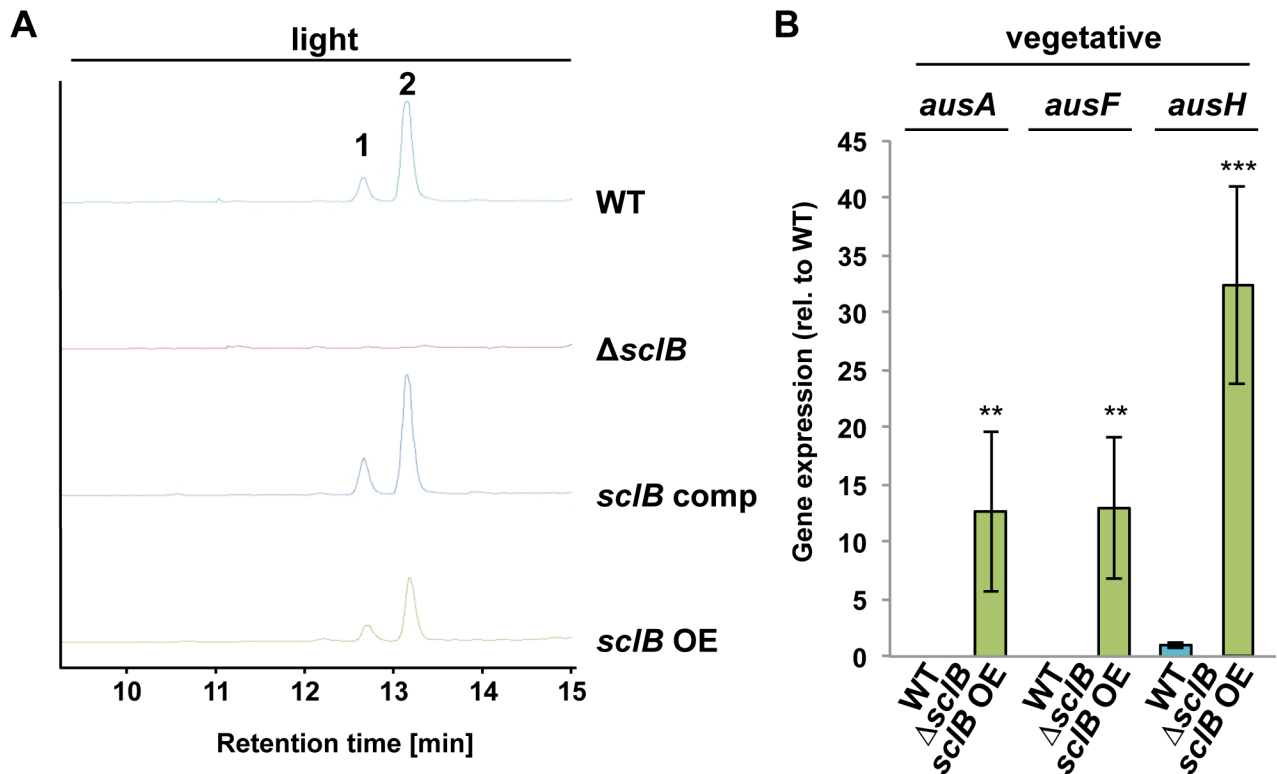 A
light
1
2
WT
ΔsclB
sclB comp
sclB OE
10 11 12 13 14 15
Retention time [min]
B
vegetative
ausA ausF ausH
Gene expression (rel. to WT)
45
40
35
30
25
20
15
10
5
0
**
**
***
WT
ΔsclB
sclB OE
WT
ΔsclB
sclB OE
WT
ΔsclB
sclB OE